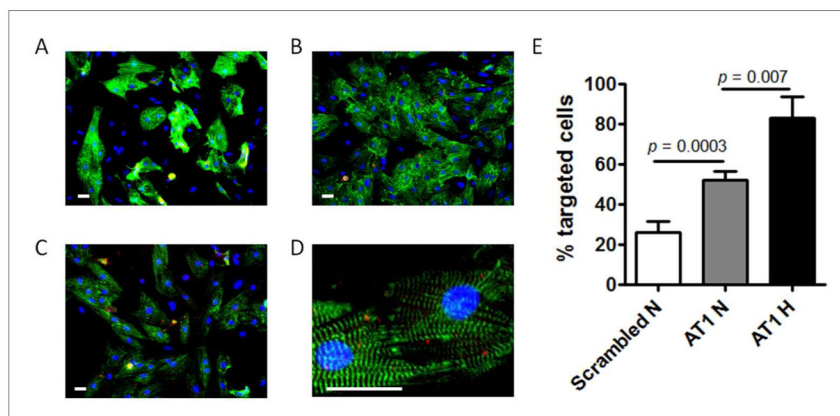 A
B
C
D
E
% targeted cells
100
80
60
40
20
0
p = 0.0003
p = 0.007
Scrambled N
AT1 N
AT1 H